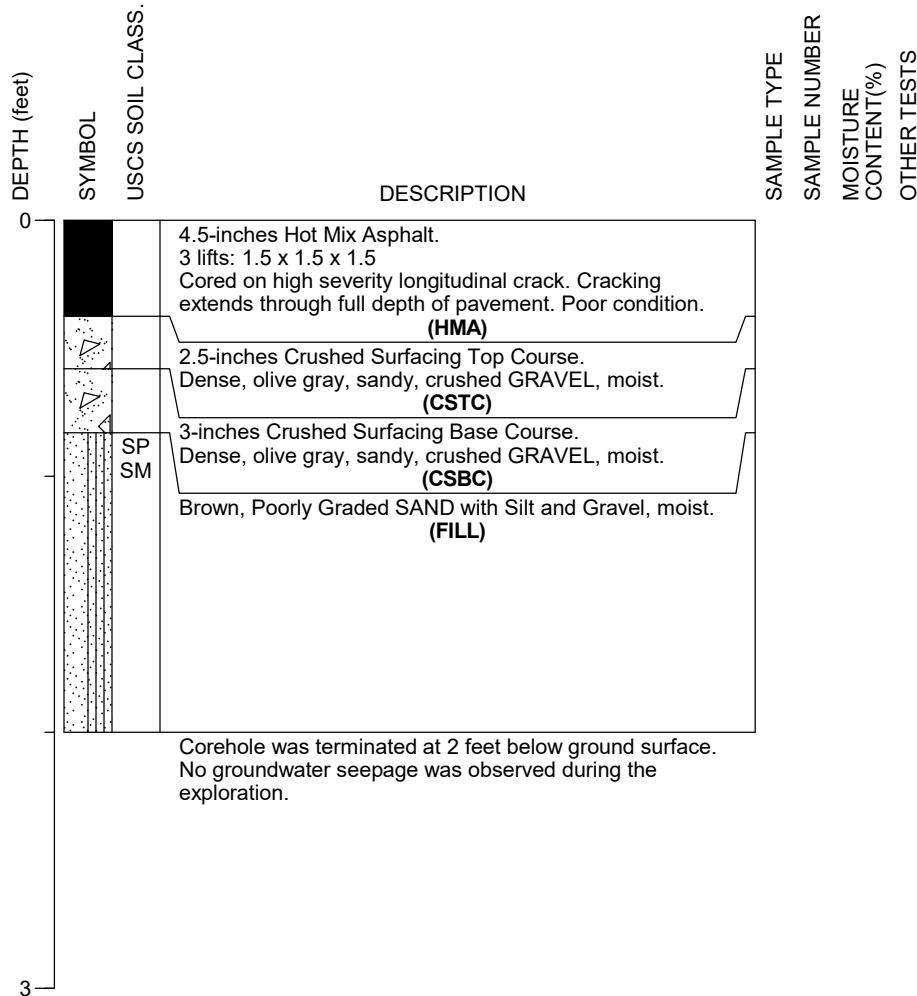 DEPTH (feet)
SYMBOL
USCS SOIL CLASS.
DESCRIPTION
SAMPLE TYPE
SAMPLE NUMBER
MOISTURE
CONTENT(%)
OTHER TESTS
0
4.5-inches Hot Mix Asphalt.
3 lifts: 1.5 x 1.5 x 1.5
Cored on high severity longitudinal crack. Cracking
extends through full depth of pavement. Poor condition.
(HMA)
2.5-inches Crushed Surfacing Top Course.
Dense, olive gray, sandy, crushed GRAVEL, moist.
(CSTC)
3-inches Crushed Surfacing Base Course.
Dense, olive gray, sandy, crushed GRAVEL, moist.
(CSBC)
SP
SM
Brown, Poorly Graded SAND with Silt and Gravel, moist.
(FILL)
Corehole was terminated at 2 feet below ground surface.
No groundwater seepage was observed during the
exploration.
3